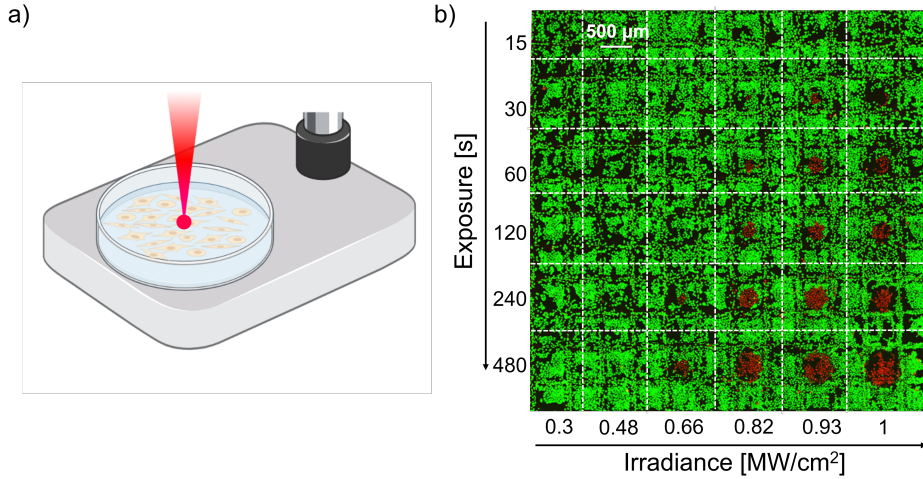 a)
b)
500 µm
Exposure [s]
15
30
60
120
240
480
0.3 0.48 0.66 0.82 0.93 1
Irradiance [MW/cm²]